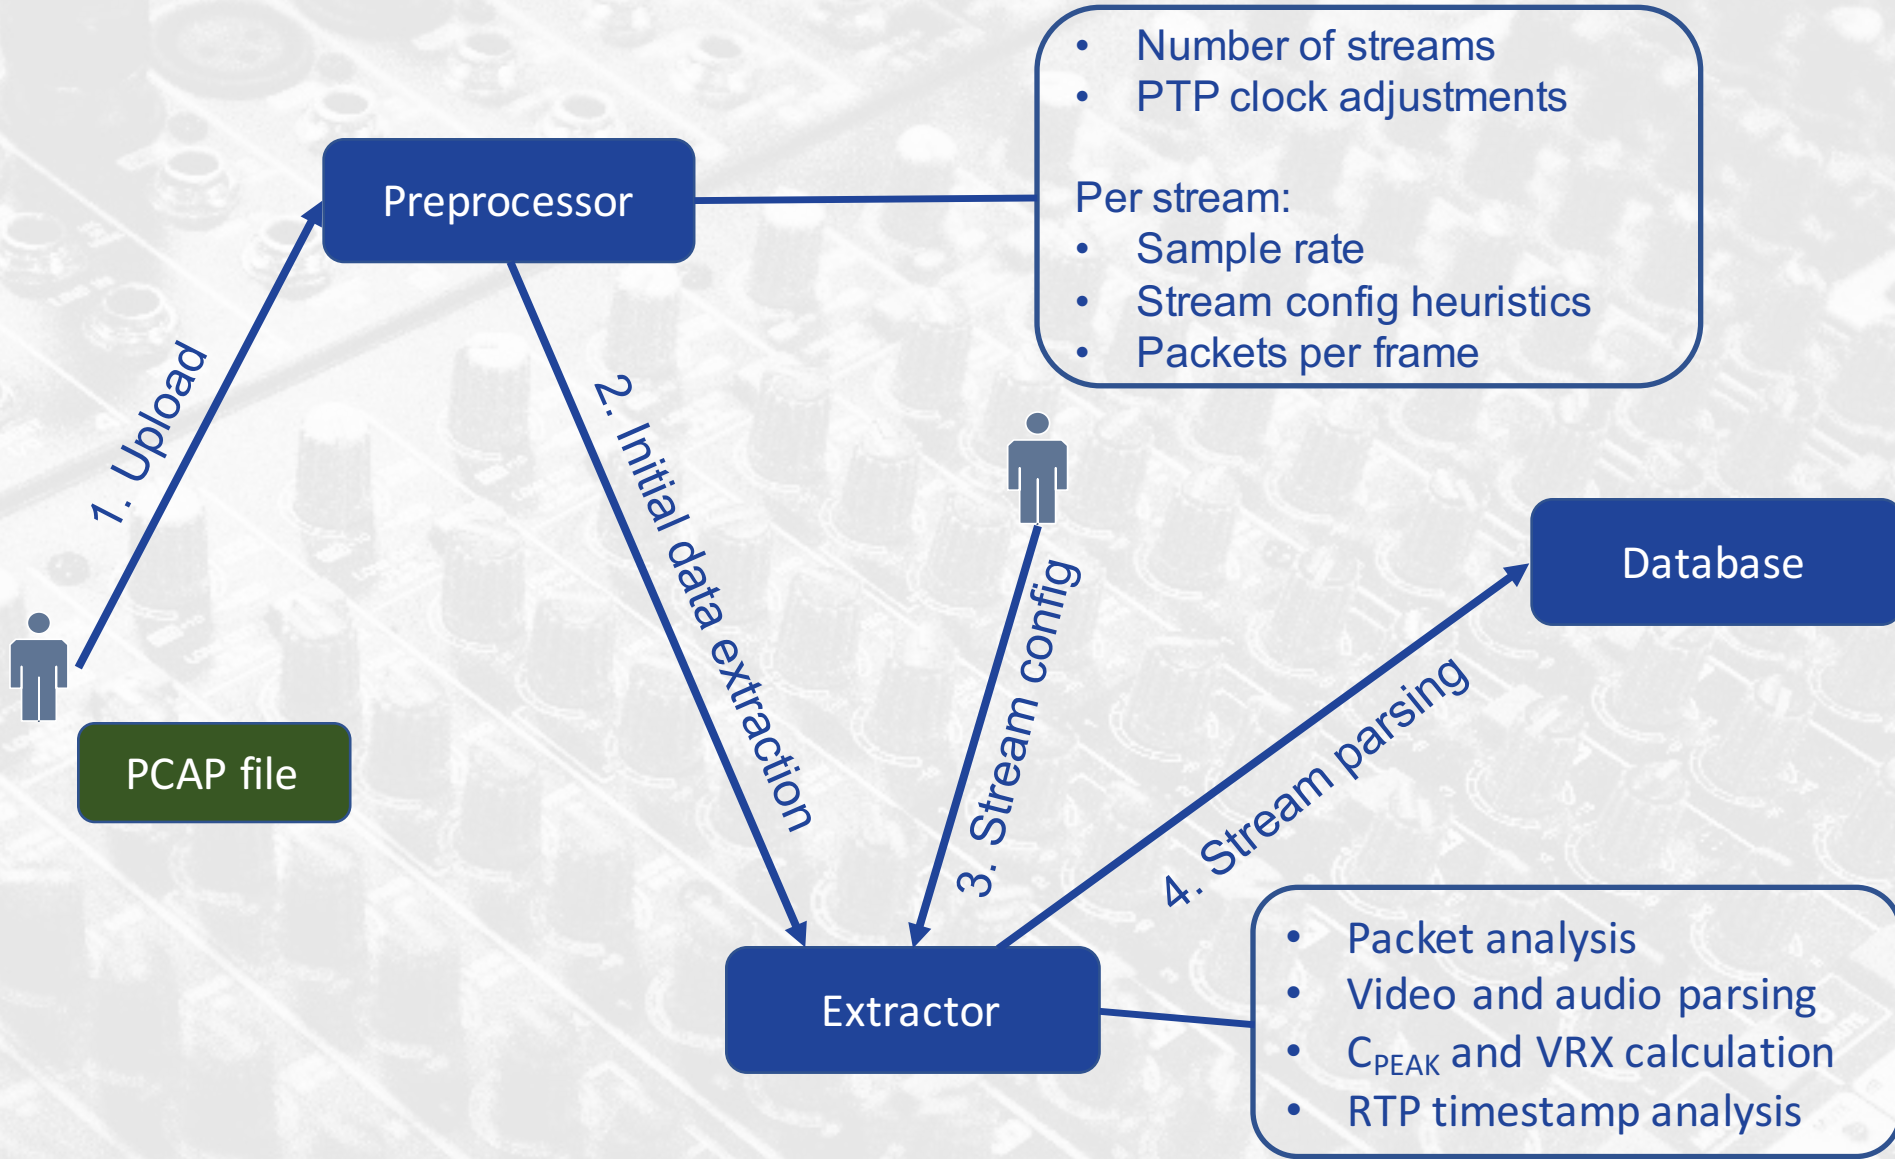 • Number of streams
• PTP clock adjustments
Per stream:
• Sample rate
• Stream config heuristics
• Packets per frame
Preprocessor
1. Upload
2. Initial data extraction
3. Stream config
Database
PCAP file
4. Stream parsing
Extractor
• Packet analysis
• Video and audio parsing
• CPEAK and VRX calculation
• RTP timestamp analysis